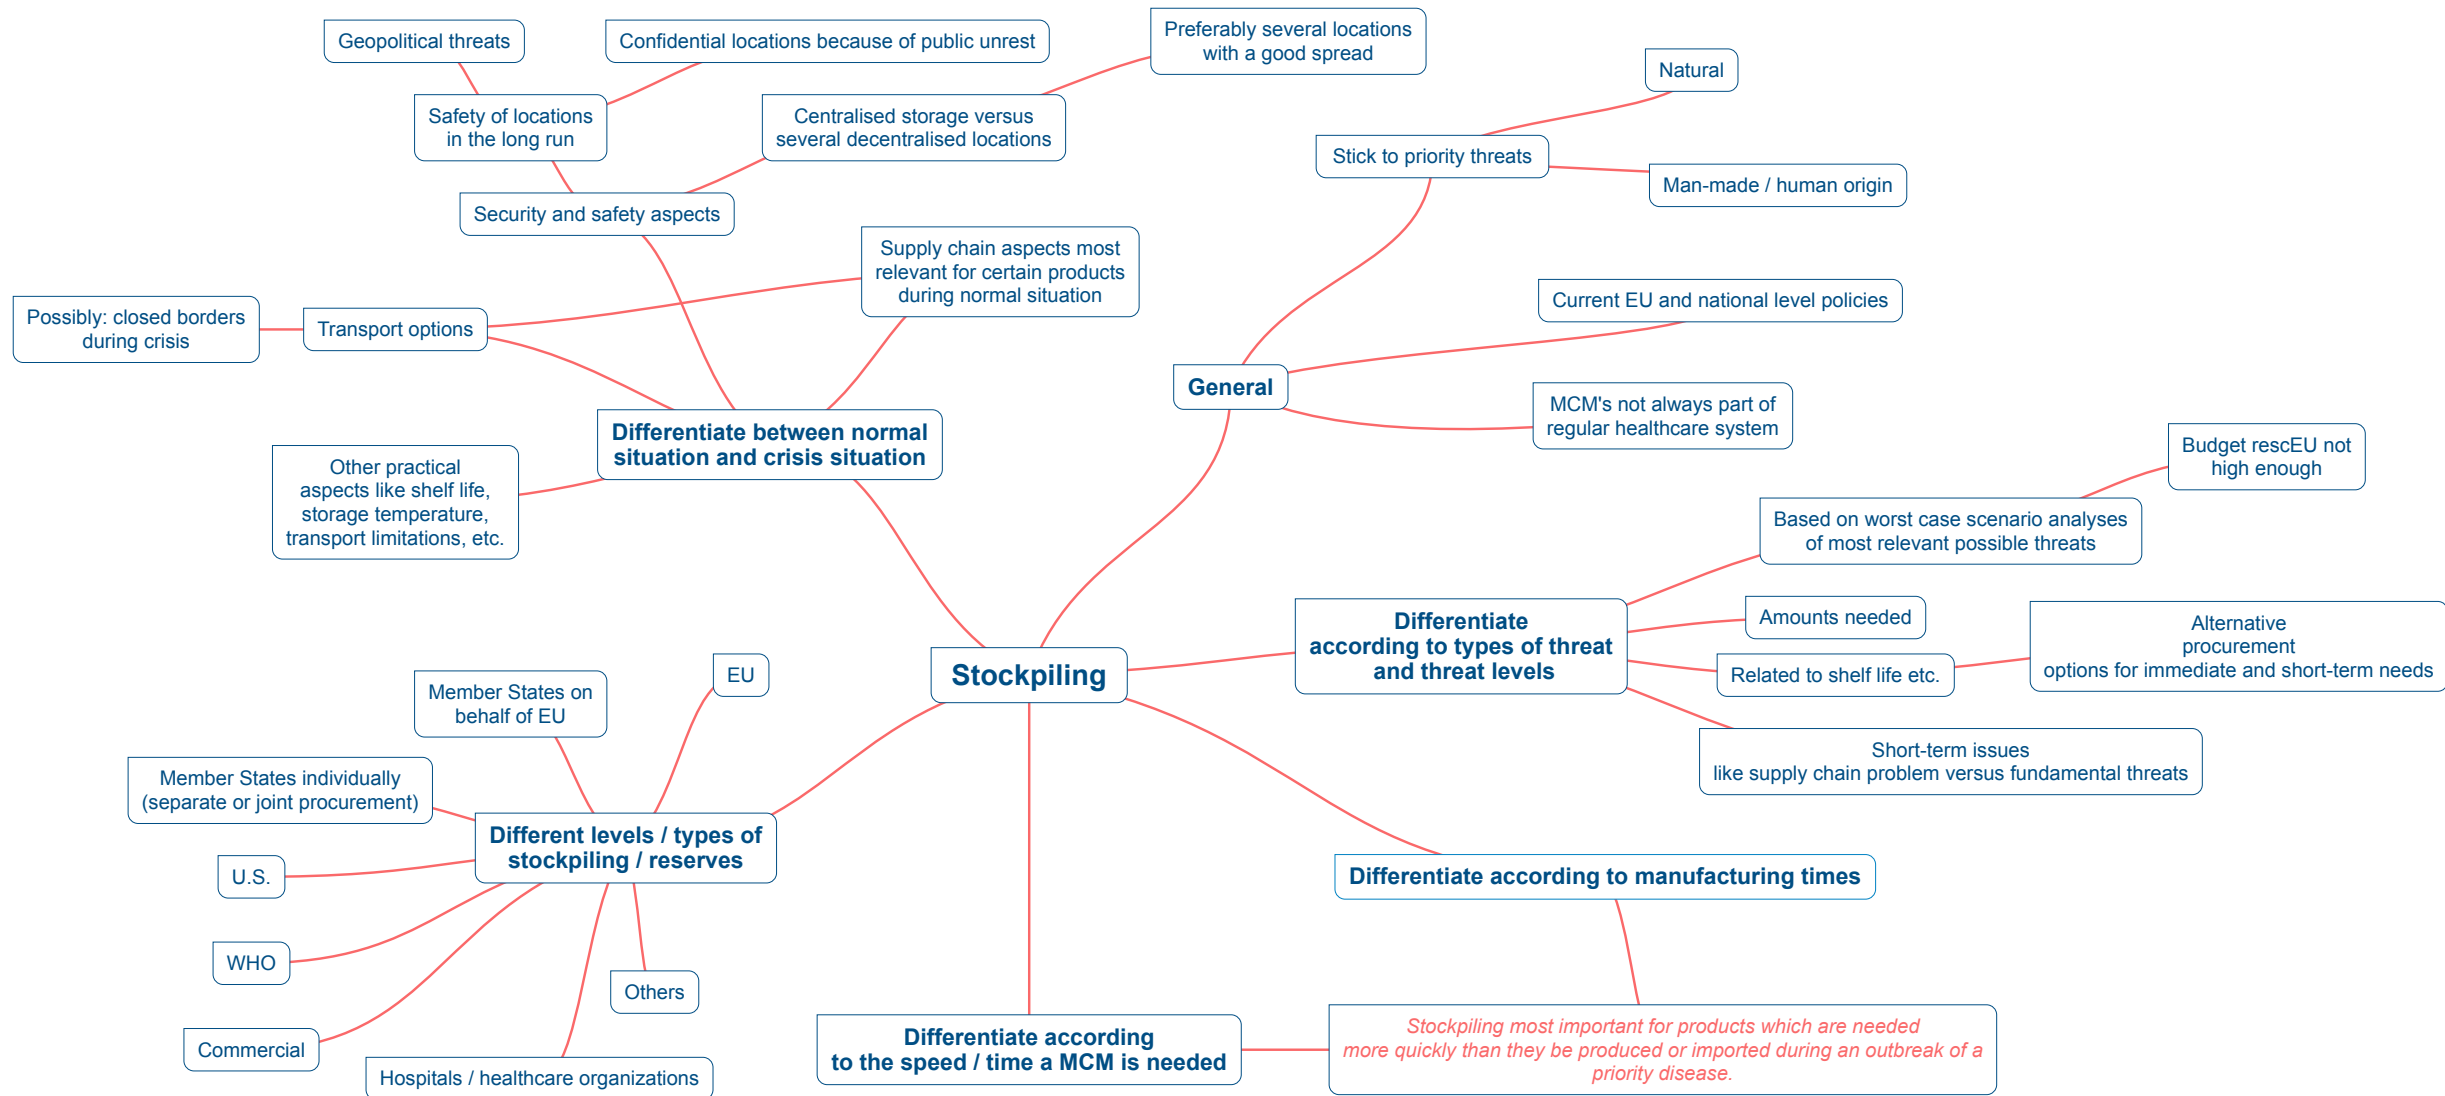 Geopolitical threats
Confidential locations because of public unrest
Preferably several locations
with a good spread
Natural
Safety of locations
in the long run
Centralised storage versus
several decentralised locations
Stick to priority threats
Man-made / human origin
Security and safety aspects
Supply chain aspects most
relevant for certain products
during normal situation
Possibly: closed borders
during crisis
Transport options
Current EU and national level policies
General
MCM's not always part of
regular healthcare system
Differentiate between normal
situation and crisis situation
Other practical
aspects like shelf life,
storage temperature,
transport limitations, etc.
Budget rescEU not
high enough
Based on worst case scenario analyses
of most relevant possible threats
Differentiate
according to types of threat
and threat levels
Amounts needed
Related to shelf life etc.
Alternative
procurement
options for immediate and short-term needs
Short-term issues
like supply chain problem versus fundamental threats
Stockpiling
EU
Member States on
behalf of EU
Member States individually
(separate or joint procurement)
Different levels / types of
stockpiling / reserves
U.S.
WHO
Commercial
Hospitals / healthcare organizations
Others
Differentiate according to manufacturing times
Differentiate according
to the speed / time a MCM is needed
Stockpiling most important for products which are needed
more quickly than they be produced or imported during an outbreak of a
priority disease.